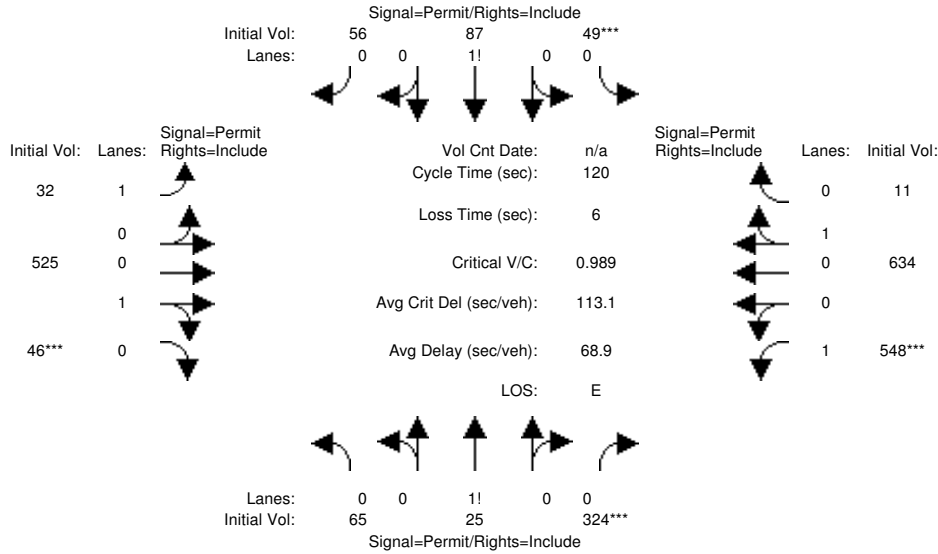 Signal=Permit/Rights=Include
Initial Vol: 56 87 49***
Lanes: 0 0 1! 0 0
Signal=Permit
Initial Vol: Lanes: Rights=Include
Vol Cnt Date: n/a
Signal=Permit
Rights=Include Lanes: Initial Vol:
Cycle Time (sec): 120
32 1
0 11
Loss Time (sec): 6
0
1
525 0
Critical V/C: 0.989
0 634
1
Avg Crit Del (sec/veh): 113.1
0
46*** 0
Avg Delay (sec/veh): 68.9
1 548***
LOS: E
Lanes: 0 0 1! 0 0
Initial Vol: 65 25 324***
Signal=Permit/Rights=Include